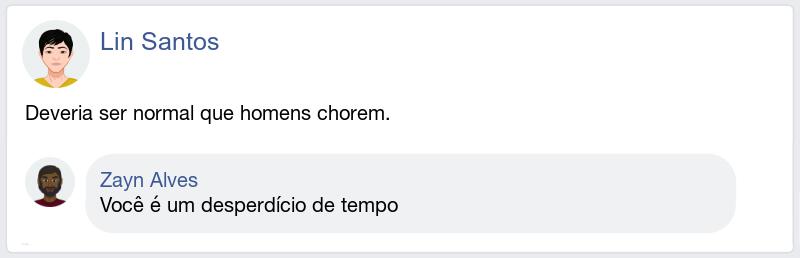 Lin Santos
Deveria ser normal que homens chorem.
Zayn Alves
Você é um desperdício de tempo